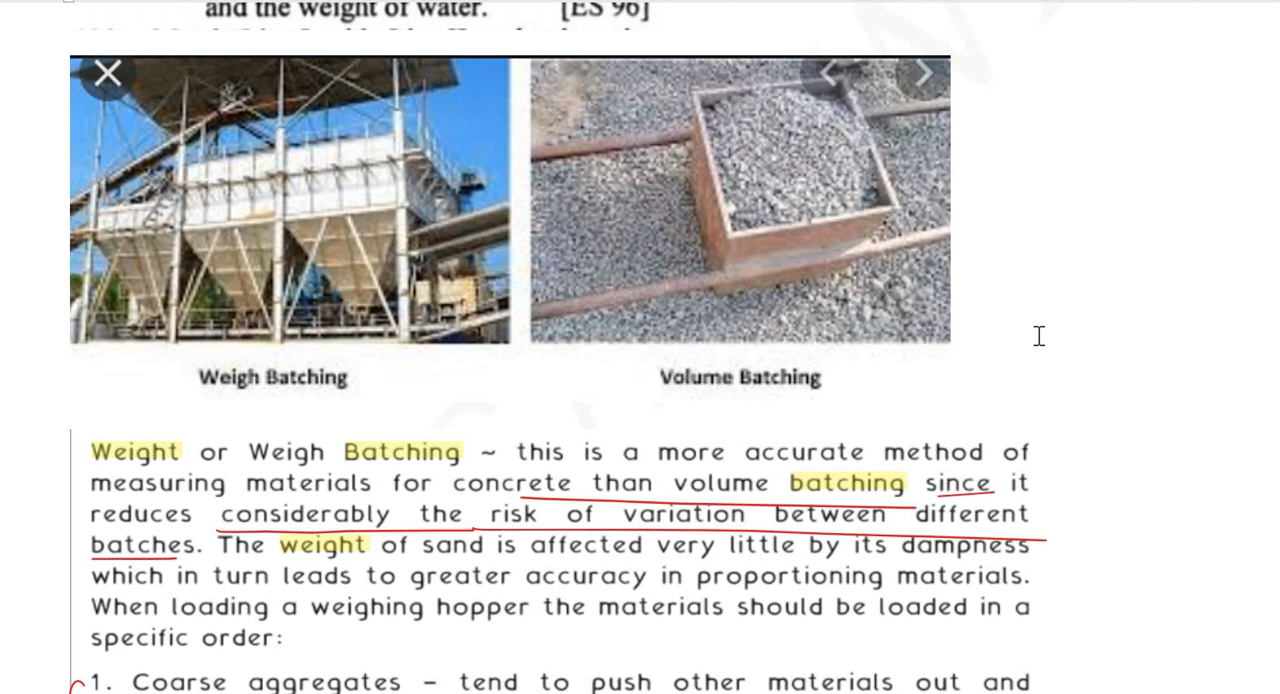 and the weight of water. [ES 96]
Weigh Batching Volume Batching
Weight or Weigh Batching ~ this is a more accurate method of
measuring materials for concrete than volume batching since it
reduces considerably the risk of variation between different
batches. The weight of sand is affected very little by its dampness
which in turn leads to greater accuracy in proportioning materials.
When loading a weighing hopper the materials should be loaded in a
specific order:
1. Coarse aggregates – tend to push other materials out and